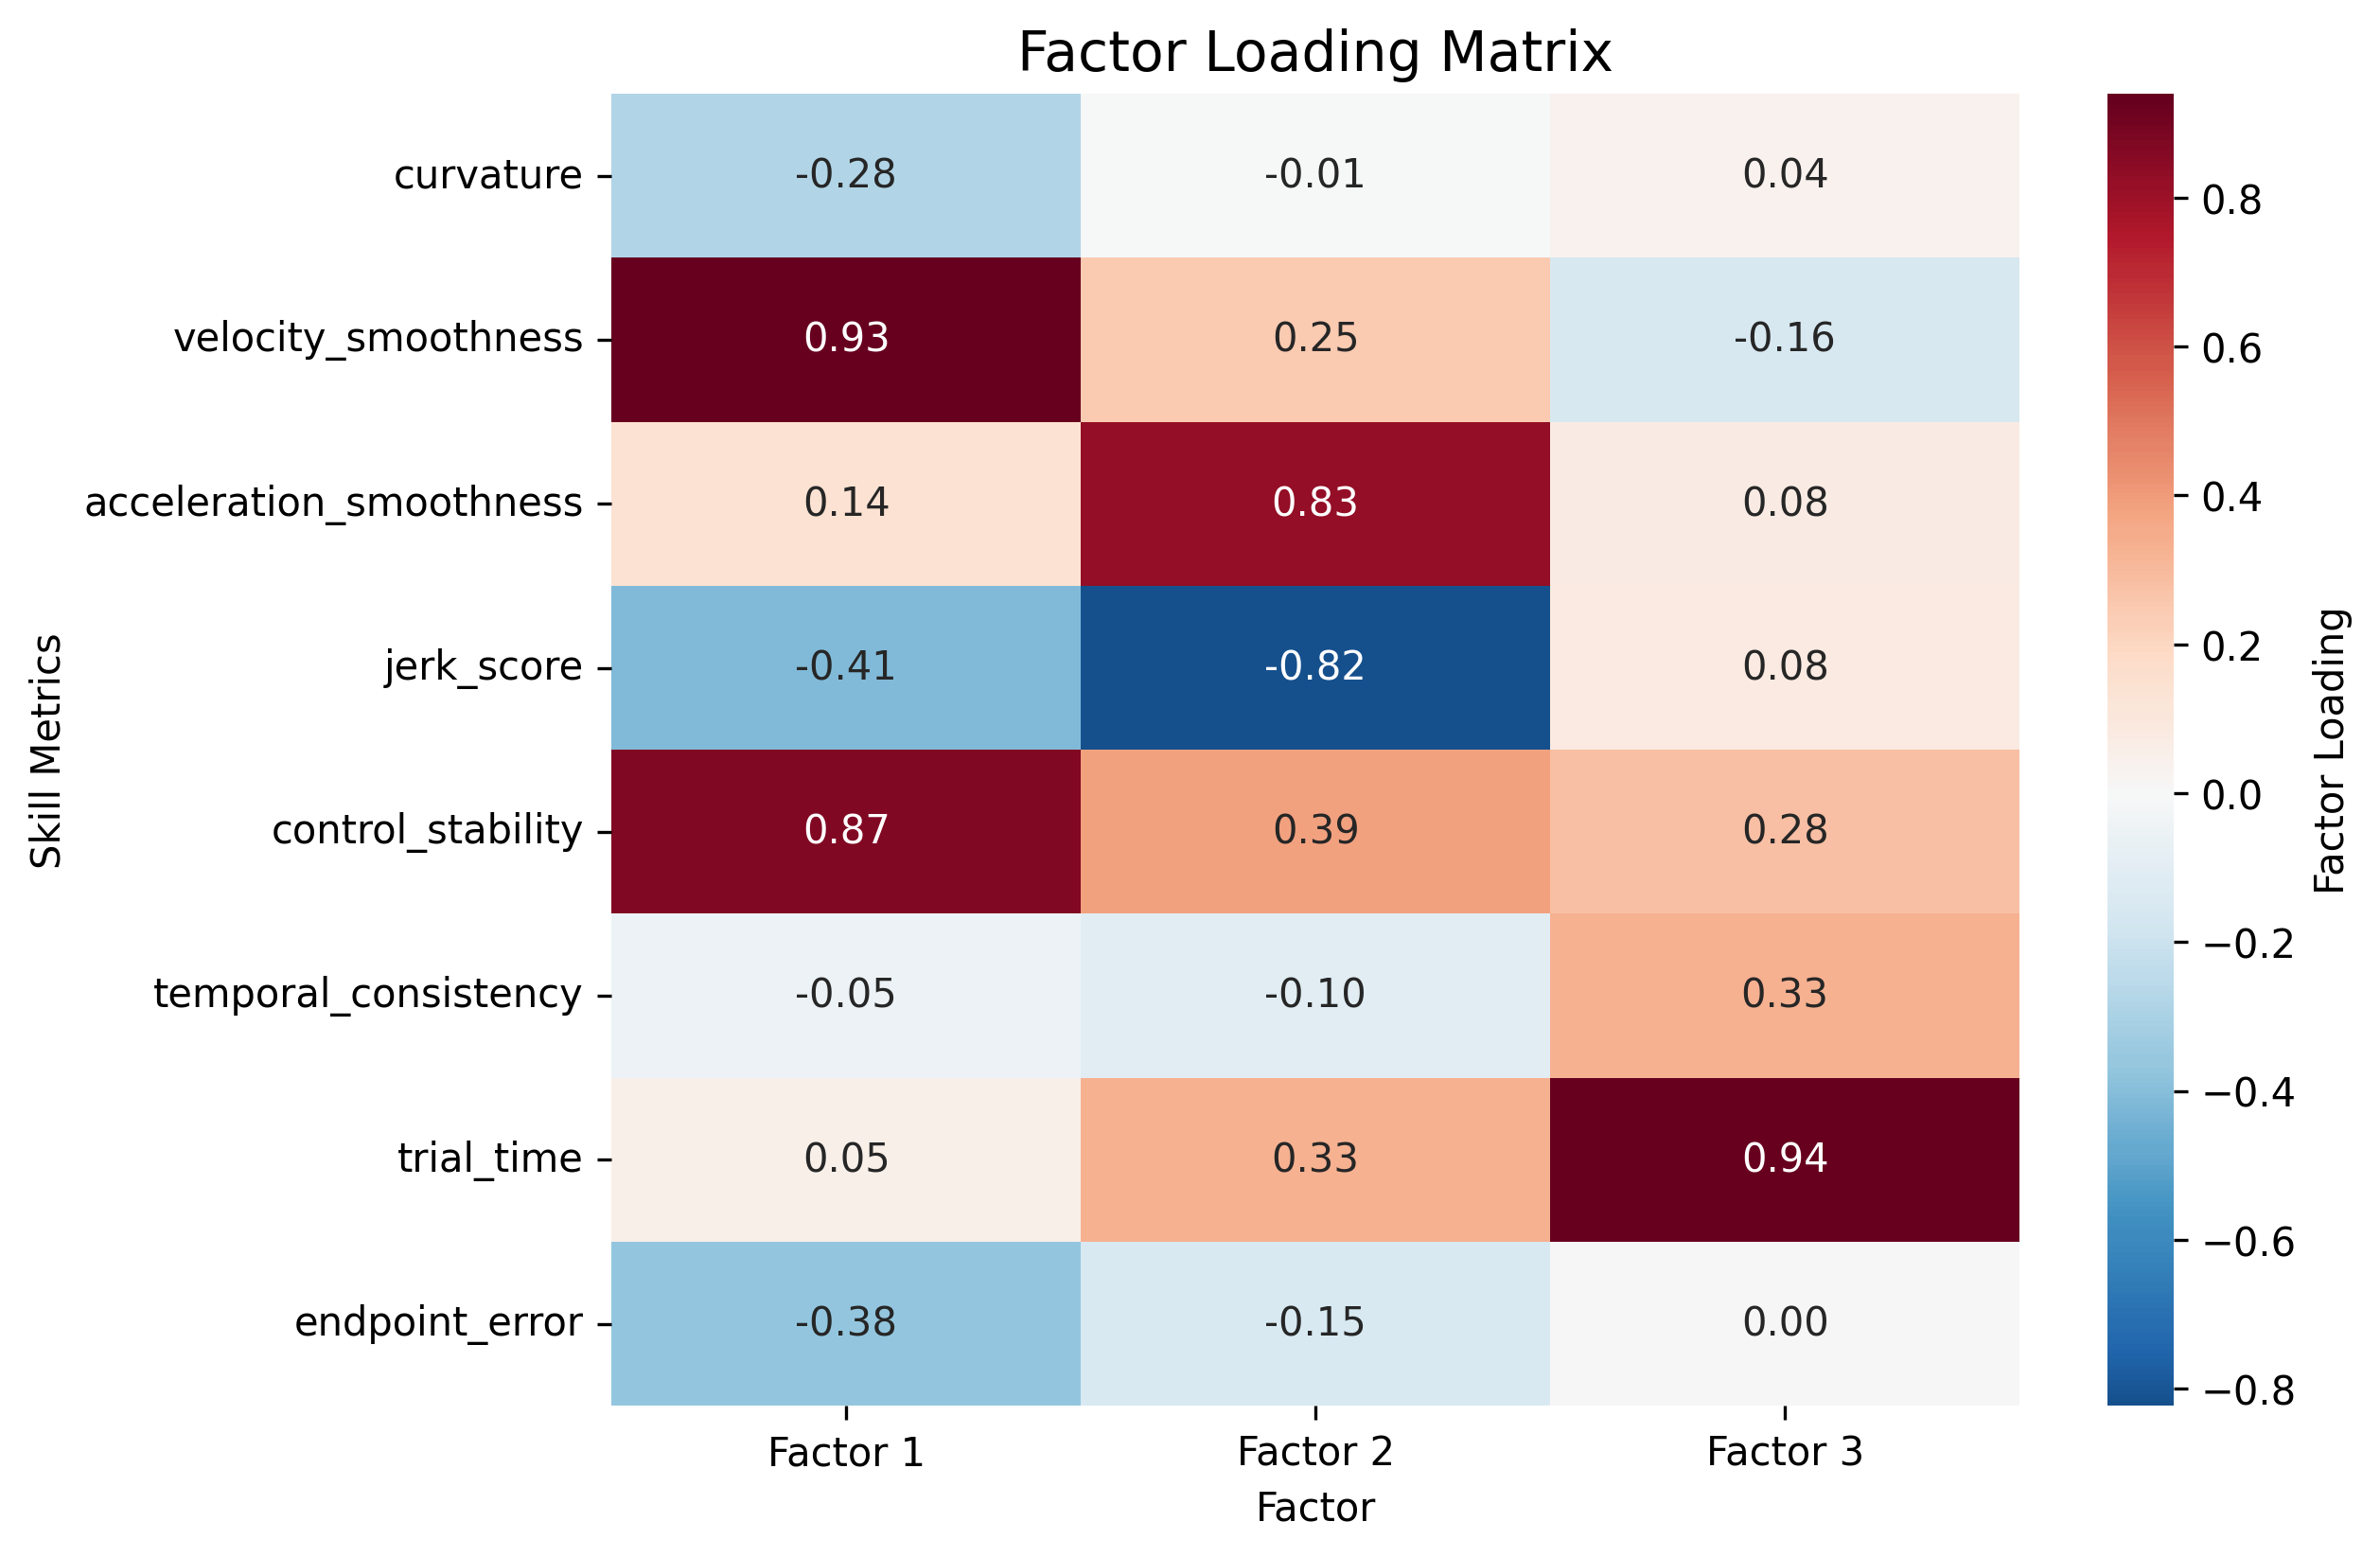 Factor Loading Matrix
curvature -0.28 -0.01 0.04
velocity_smoothness 0.93 0.25 -0.16
acceleration_smoothness 0.14 0.83 0.08
jerk_score -0.41 -0.82 0.08
control_stability 0.87 0.39 0.28
temporal_consistency -0.05 -0.10 0.33
trial_time 0.05 0.33 0.94
endpoint_error -0.38 -0.15 0.00
Factor 1 Factor 2 Factor 3
Factor
Skill Metrics
0.8
0.6
0.4
0.2
0.0
−0.2
−0.4
−0.6
−0.8
Factor Loading